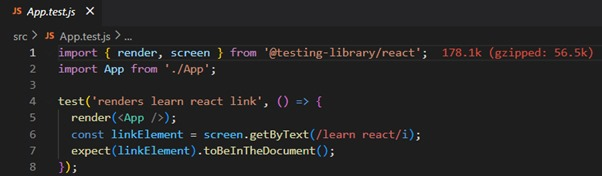 JS App.test.js ×
src > JS App.test.js > ...
1 import { render, screen } from '@testing-library/react'; 178.1k (gzipped: 56.5k)
2 import App from './App';
3
4 test('renders learn react link', () => {
5   render(<App />);
6   const linkElement = screen.getByText(/learn react/i);
7   expect(linkElement).toBeInTheDocument();
8 });